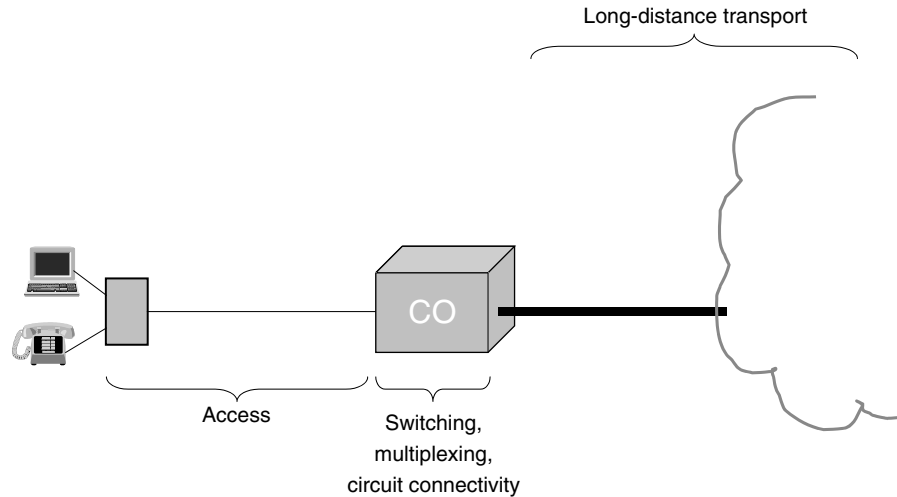 Long-distance transport
CO
Access
Switching,
multiplexing,
circuit connectivity